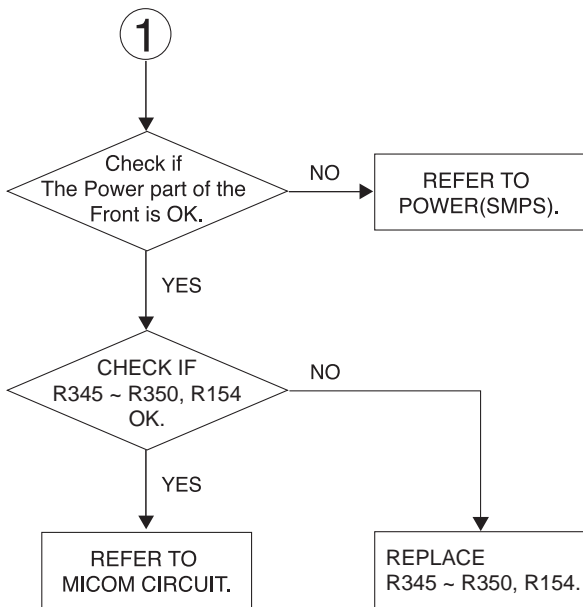 1
Check if
The Power part of the
Front is OK.
NO
REFER TO
POWER(SMPS).
YES
CHECK IF
R345 ~ R350, R154
OK.
NO
YES
REFER TO
MICOM CIRCUIT.
REPLACE
R345 ~ R350, R154.